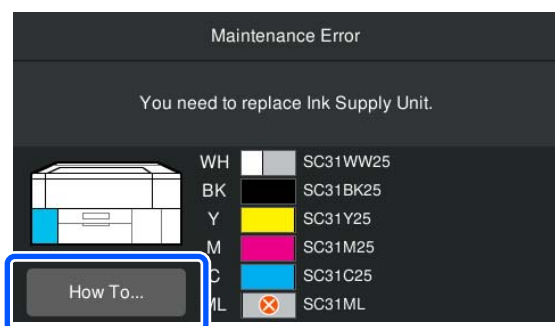 Maintenance Error
You need to replace Ink Supply Unit.
WH SC31WW25
BK SC31BK25
Y SC31Y25
M SC31M25
C SC31C25
ML SC31ML
How To...